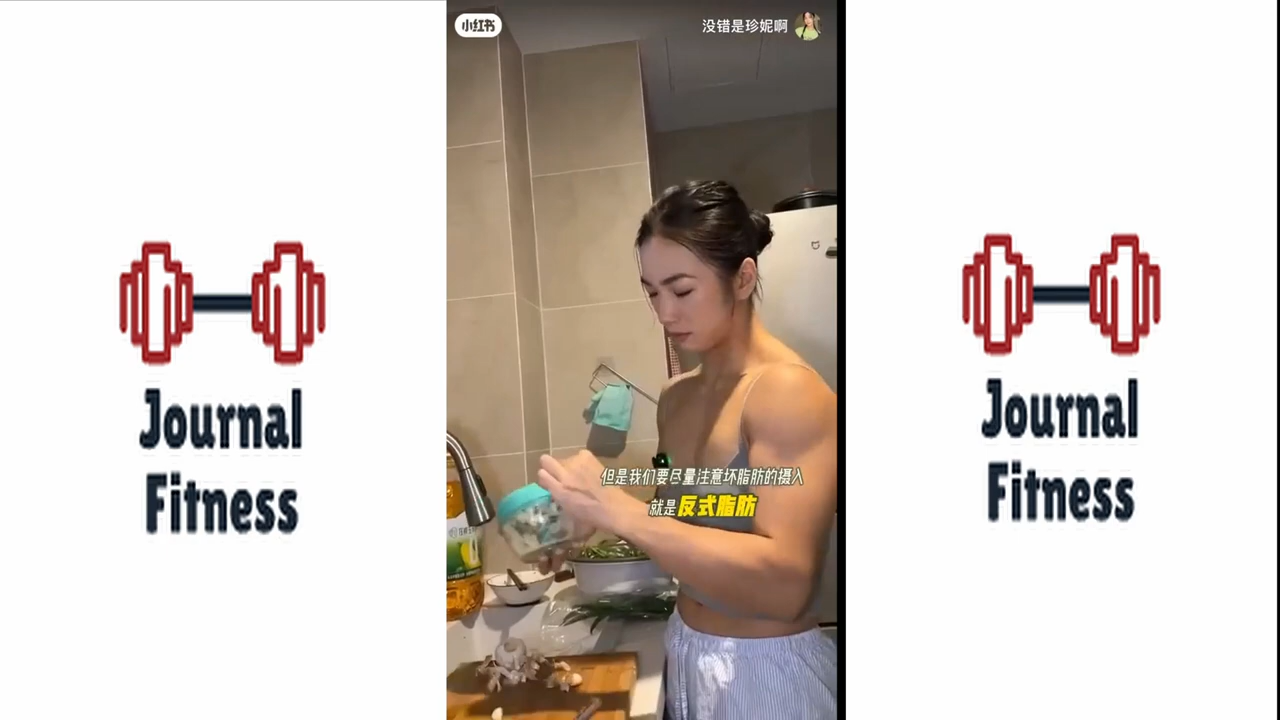 小红书
没错是珍妮啊
Journal
Fitness
但是我们要尽量注意坏脂肪的摄入
就是反式脂肪
Journal
Fitness